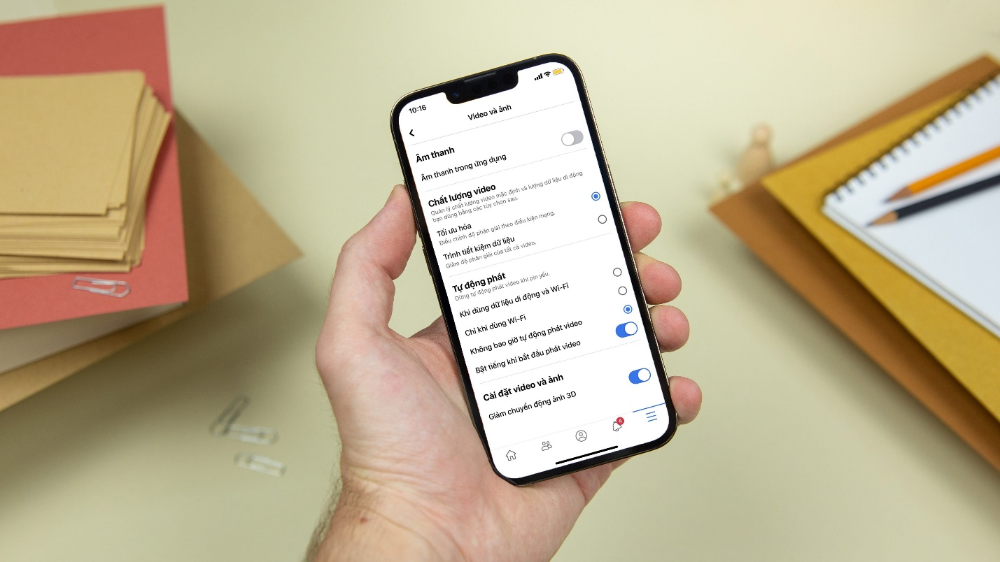 10:16
Video và ảnh
Âm thanh
Âm thanh trong ứng dụng
Chất lượng video
Quản lý chất lượng video mặc định và lượng dữ liệu di động
bạn dùng bằng các tùy chọn sau.
Tối ưu hóa
Điều chỉnh độ phân giải theo điều kiện mạng.
Trình tiết kiệm dữ liệu
Giảm độ phân giải của tất cả video.
Tự động phát
Dừng tự động phát video khi pin yếu.
Khi dùng dữ liệu di động và Wi-Fi
Chỉ khi dùng Wi-Fi
Không bao giờ tự động phát video
Bật tiếng khi bắt đầu phát video
Cài đặt video và ảnh
Giảm chuyển động ảnh 3D
4